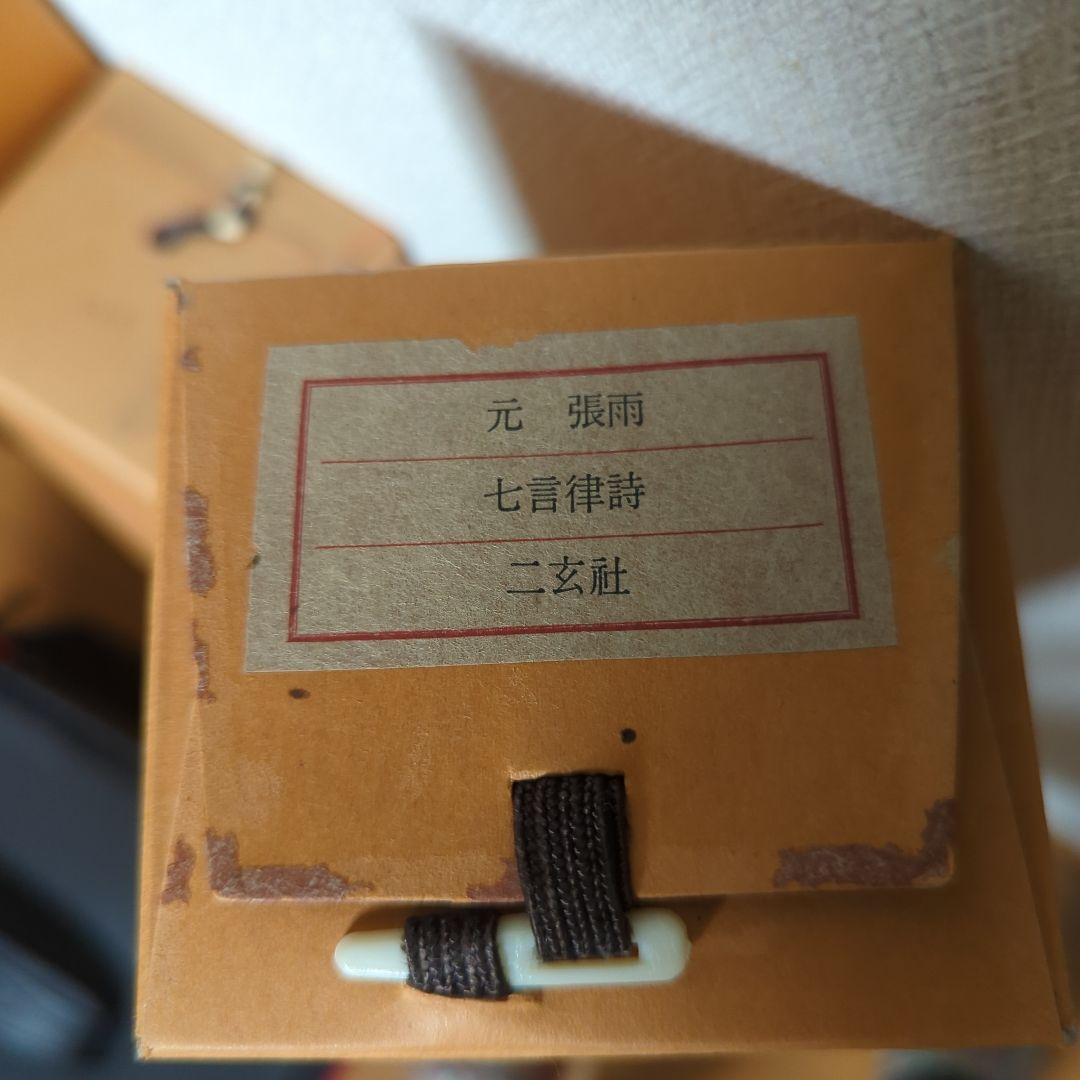 元　張雨
七言律詩
二玄社